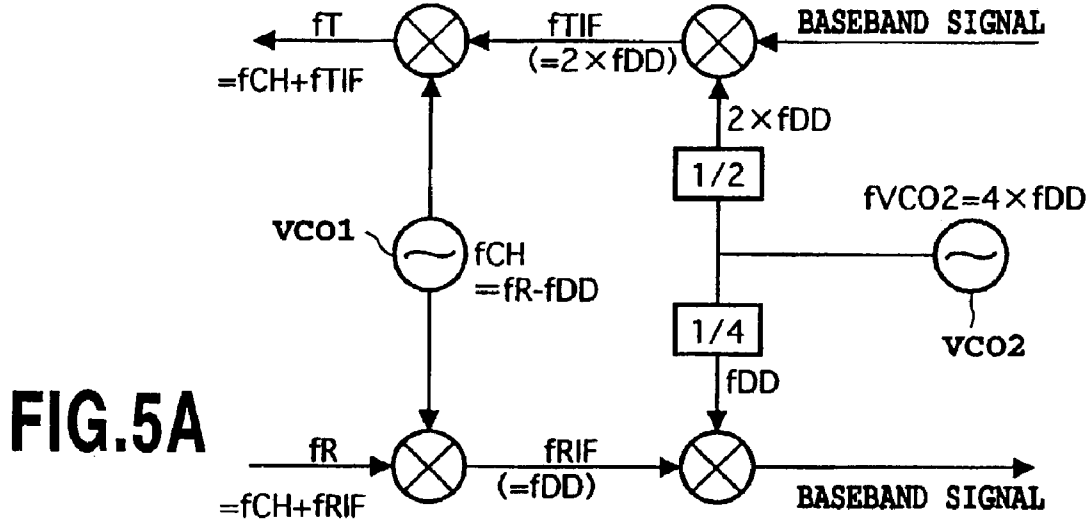 fT
=fCH+fTIF
fTIF
(=2×fDD)
BASEBAND SIGNAL
2×fDD
1/2
fVCO2=4×fDD
VCO1
fCH
=fR-fDD
1/4
VCO2
fDD
FIG.5A
fR
=fCH+fRIF
fRIF
(=fDD)
BASEBAND SIGNAL